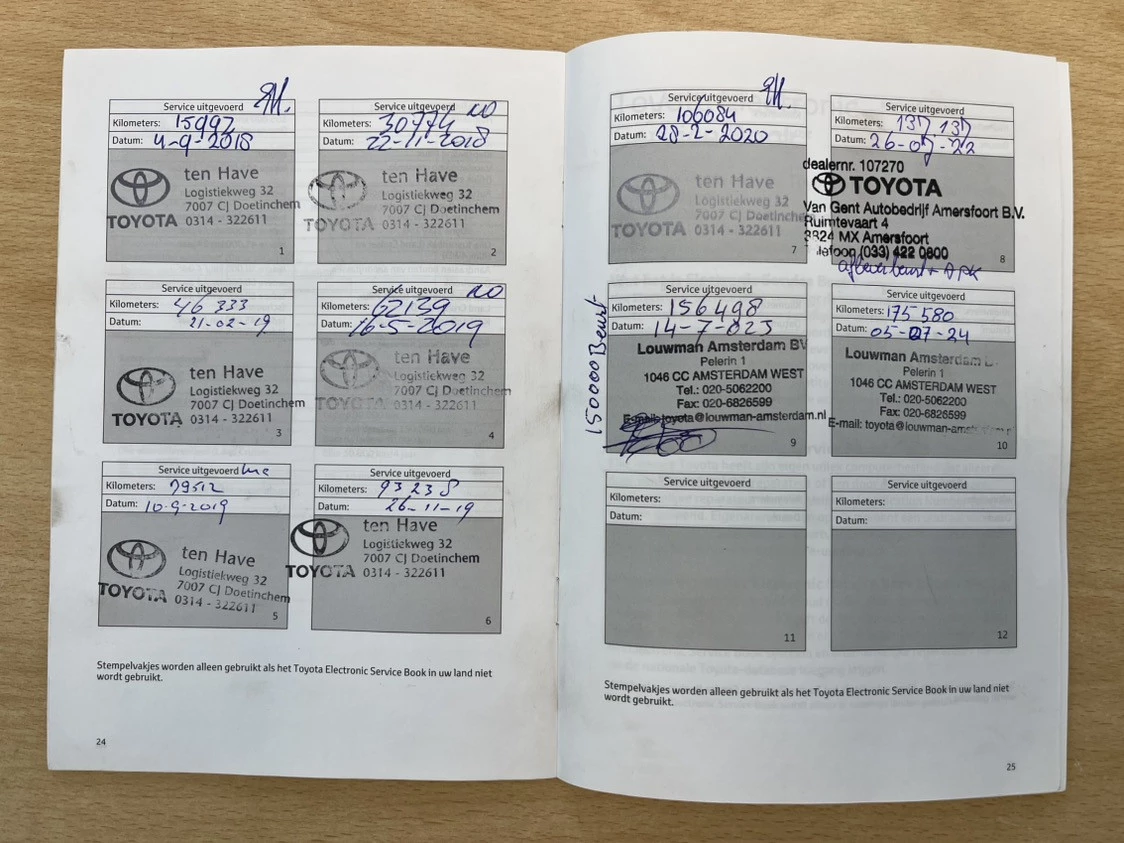 Service uitgevoerd
Kilometers: 15992
Datum: 4-9-2018
ten Have
Logistiekweg 32
7007 CJ Doetinchem
TOYOTA 0314 - 322611
1
Service uitgevoerd
Kilometers: 30774
Datum: 22-11-2018
ten Have
Logistiekweg 32
7007 CJ Doetinchem
TOYOTA 0314 - 322611
2
Service uitgevoerd
Kilometers: 46 333
Datum: 21-02-19
ten Have
Logistiekweg 32
7007 CJ Doetinchem
TOYOTA 0314 - 322611
3
Service uitgevoerd
Kilometers: 62139
Datum: 16-5-2019
ten Have
Logistiekweg 32
7007 CJ Doetinchem
TOYOTA 0314 - 322611
4
Service uitgevoerd
Kilometers: 79512
Datum: 10-9-2019
ten Have
Logistiekweg 32
7007 CJ Doetinchem
TOYOTA 0314 - 322611
5
Service uitgevoerd
Kilometers: 93238
Datum: 26-11-19
ten Have
Logistiekweg 32
7007 CJ Doetinchem
TOYOTA 0314 - 322611
6
Stempelvakjes worden alleen gebruikt als het Toyota Electronic Service Book in uw land niet
wordt gebruikt.
24
Service uitgevoerd
Kilometers: 106084
Datum: 28-2-2020
ten Have
Logistiekweg 32
7007 CJ Doetinchem
TOYOTA 0314 - 322611
7
Service uitgevoerd
Kilometers:
Datum: 26-07-22
dealernr. 107270
TOYOTA
Van Gent Autobedrijf Amersfoort B.V.
Ruimtevaart 4
3824 MX Amersfoort
Telefoon (033) 422 0800
8
afleverbeurt + APK
150000 Beurt
Service uitgevoerd
Kilometers: 156498
Datum: 14-7-023
Louwman Amsterdam BV
Pelerin 1
1046 CC AMSTERDAM WEST
Tel.: 020-5062200
Fax: 020-6826599
E-mail: toyota@louwman-amsterdam.nl
9
Service uitgevoerd
Kilometers: 175 580
Datum: 05-07-24
Louwman Amsterdam
Pelerin 1
1046 CC AMSTERDAM WEST
Tel.: 020-5062200
Fax: 020-6826599
E-mail: toyota@louwman-amst
10
Service uitgevoerd
Kilometers:
Datum:
11
Service uitgevoerd
Kilometers:
Datum:
12
Stempelvakjes worden alleen gebruikt als het Toyota Electronic Service Book in uw land niet
wordt gebruikt.
25